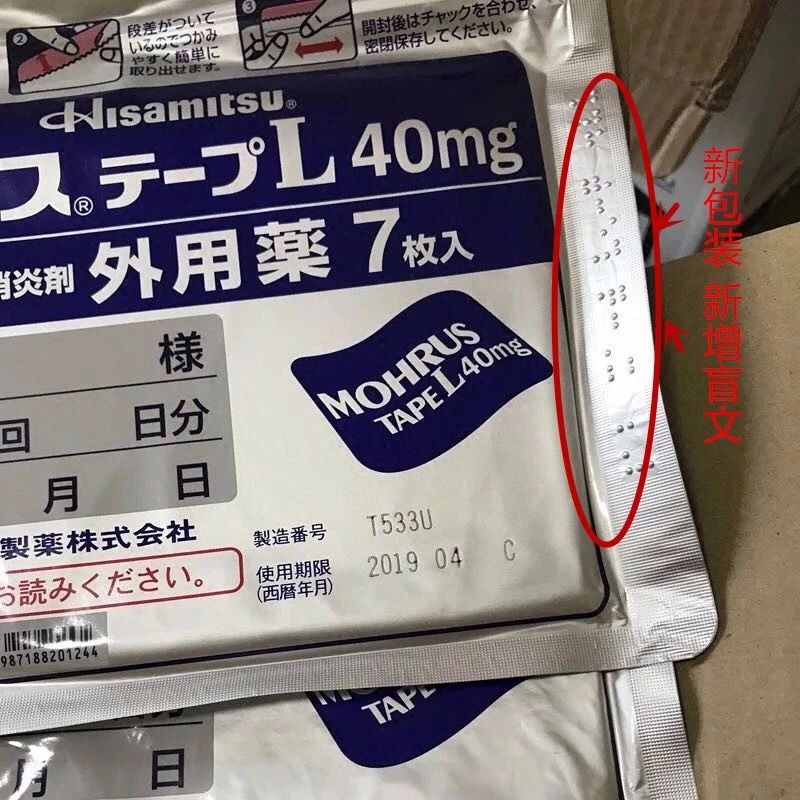 ②
段差がついて
いるのでつかみ
やすく簡単に
取り出せます。
③
開封後はチャックを合わせ、
密閉保存してください。
HISAMITSU®
ス®テープL 40mg
消炎剤 外用薬 7枚入
様
回 日分
月 日
MOHRUS
TAPE L 40mg
製薬株式会社
お読みください。
製造番号 T533U
使用期限 2019 04 C
(西暦年月)
987188201244
新包装 新增盲文
MOHRUS
TAP
月 日